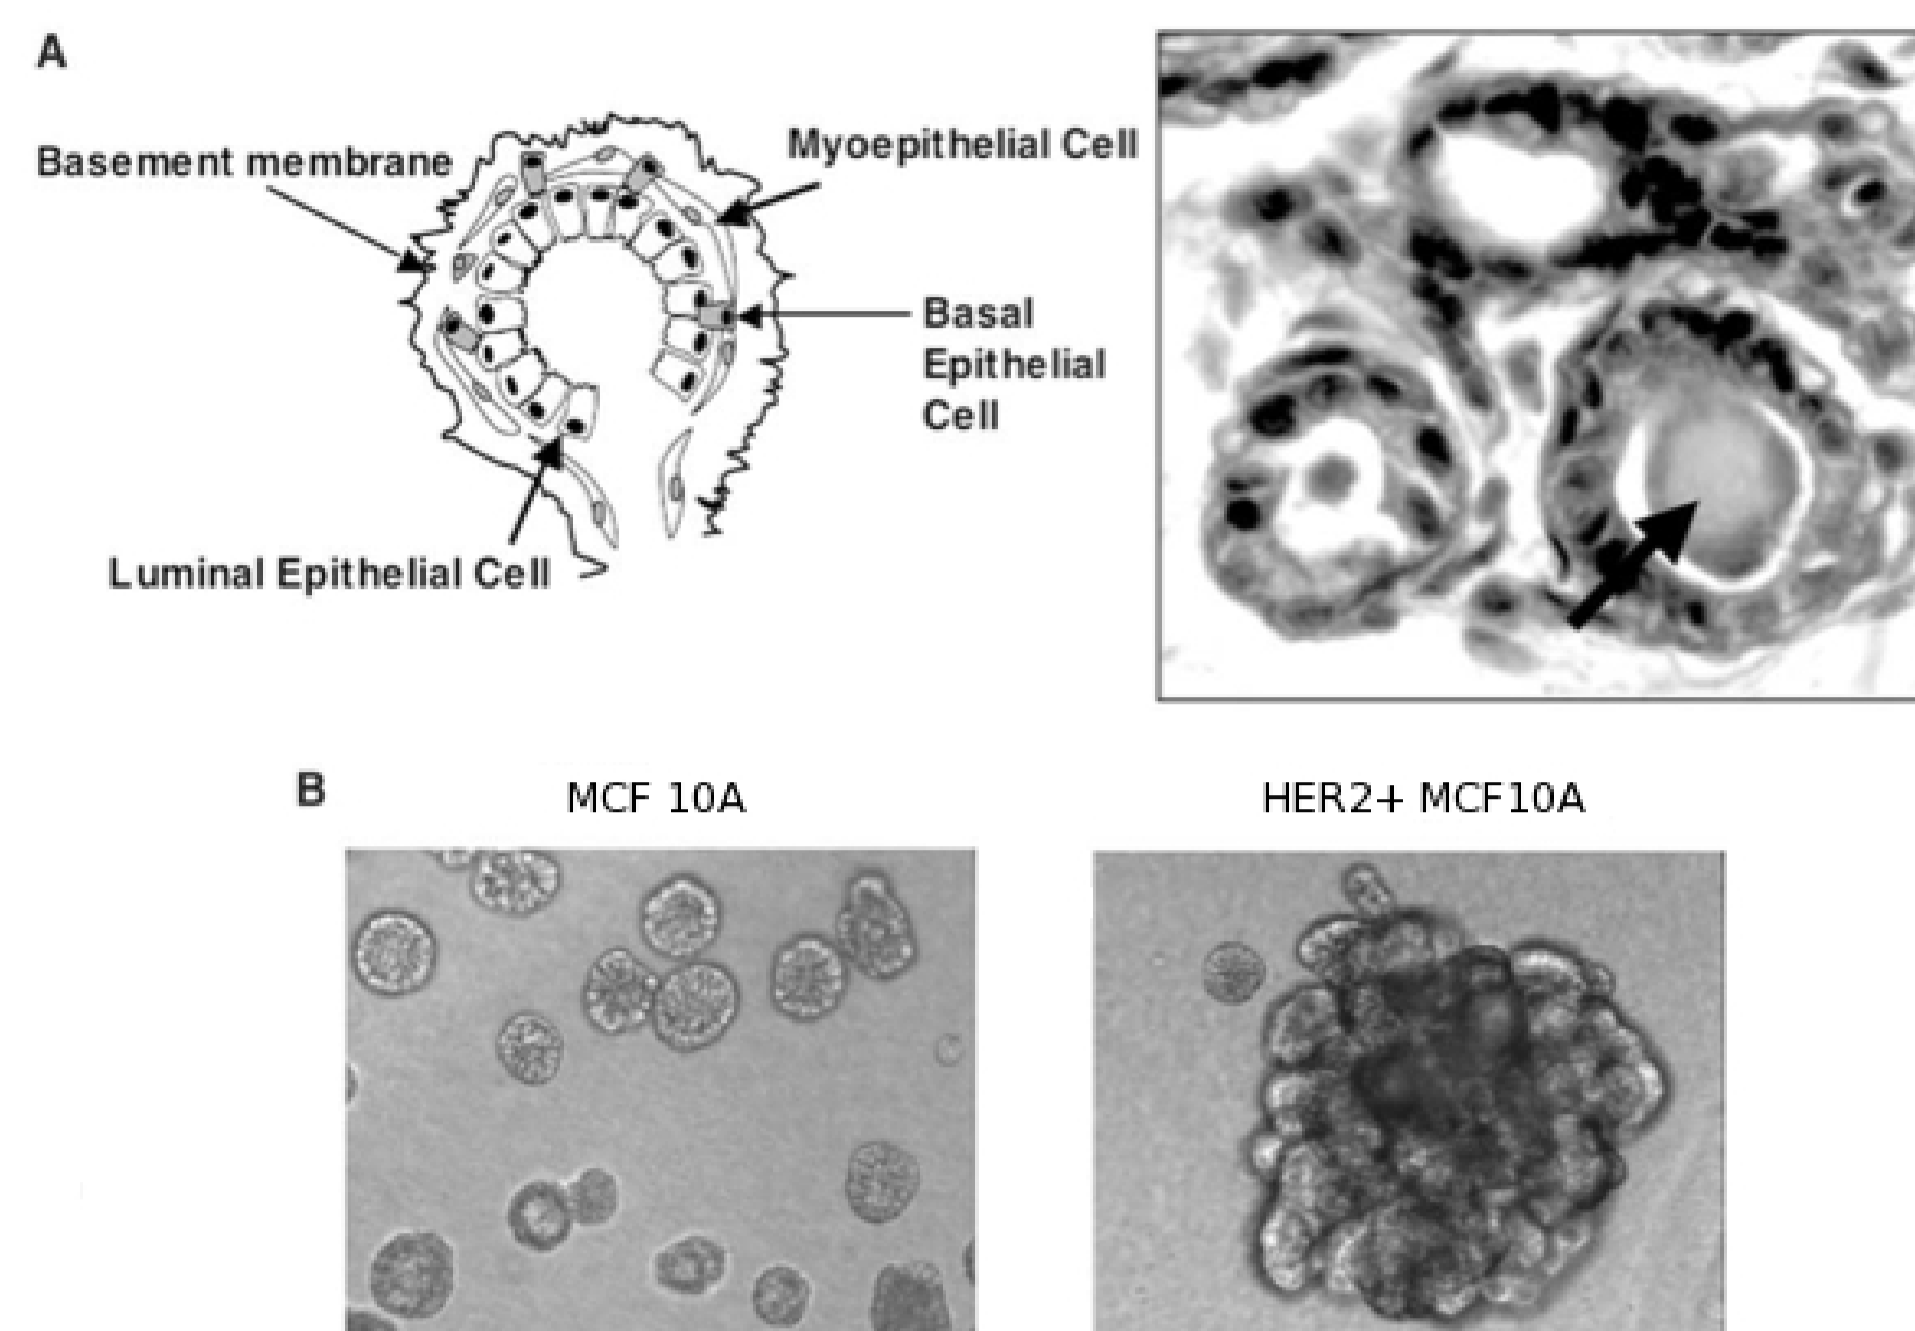 A
Basement membrane
Myoepithelial Cell
Basal
Epithelial
Cell
Luminal Epithelial Cell
B
MCF 10A
HER2+ MCF10A